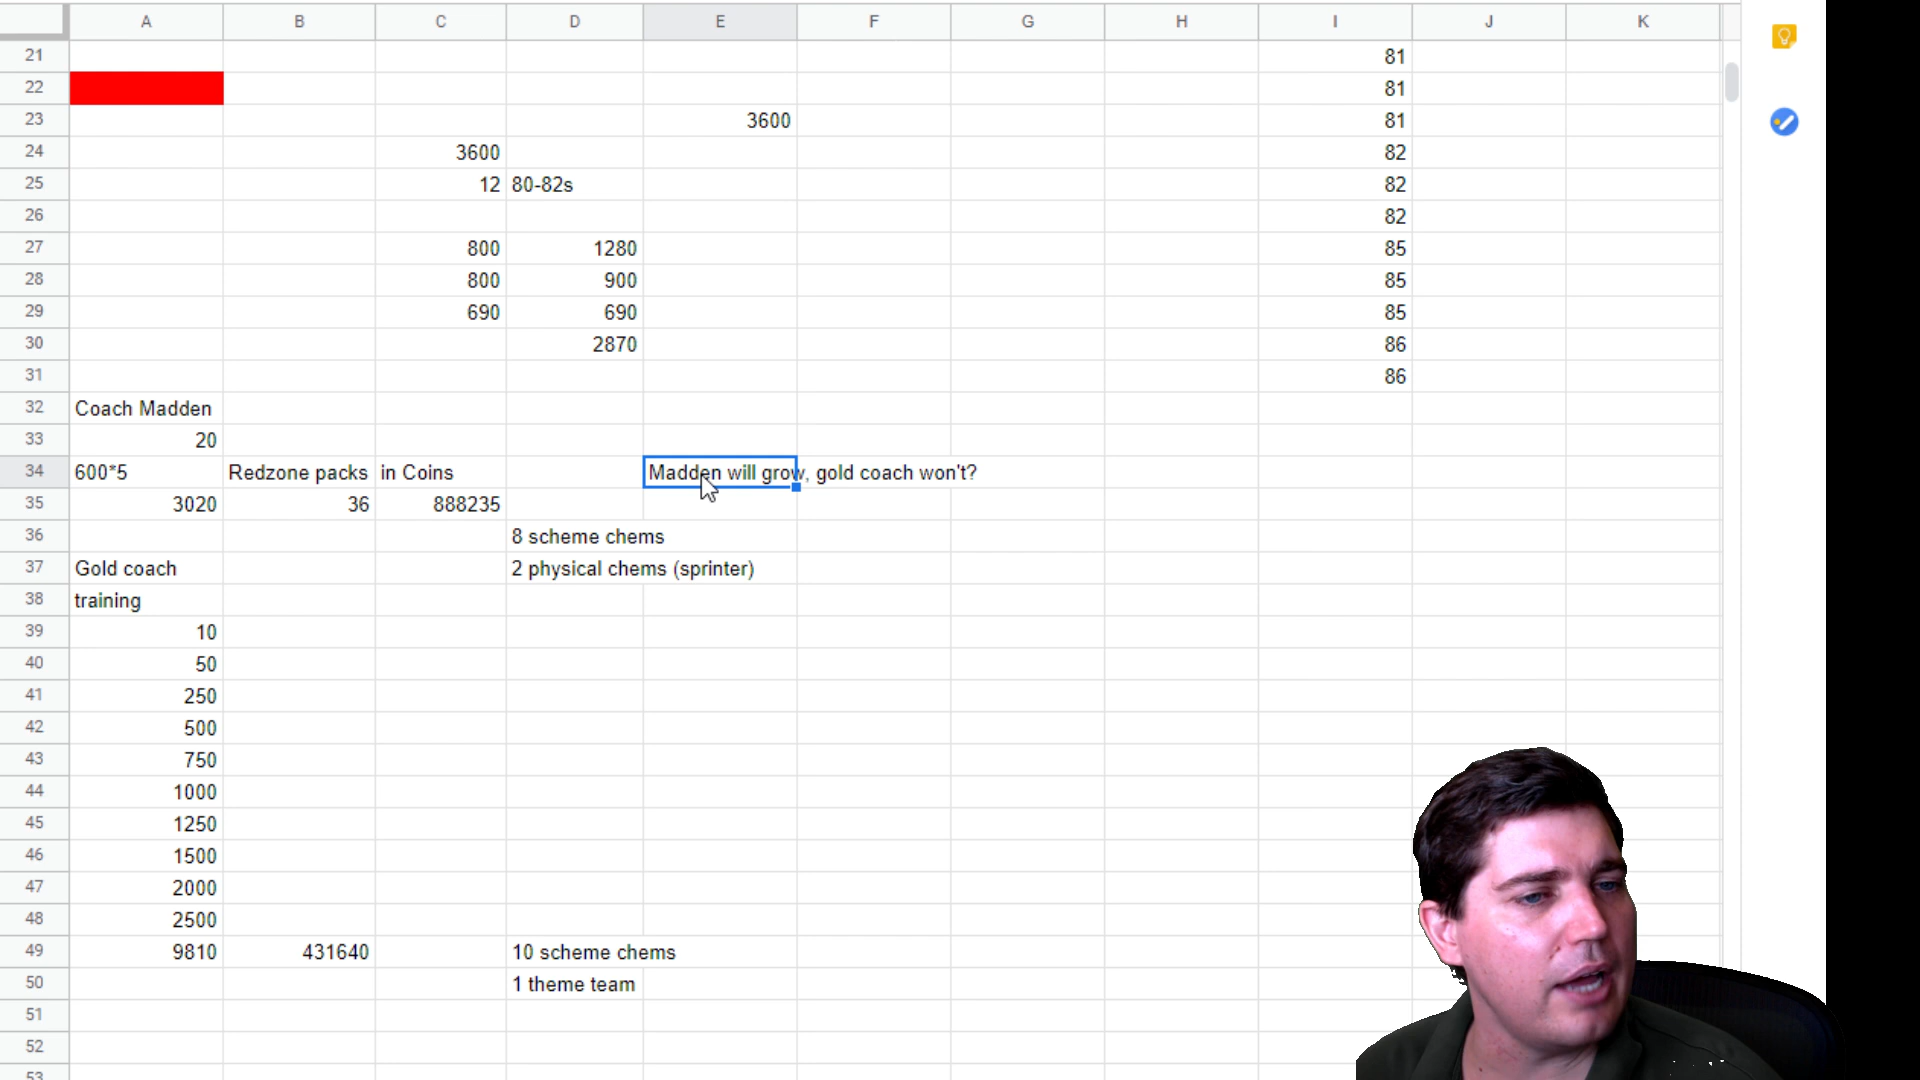 A B C D E F G H I J K
21 81
22 81
23 3600 81
24 3600 82
25 12 80-82s 82
26 82
27 800 1280 85
28 800 900 85
29 690 690 85
30 2870 86
31 86
32 Coach Madden
33 20
34 600*5 Redzone packs in Coins Madden will grow, gold coach won't?
35 3020 36 888235
36 8 scheme chems
37 Gold coach 2 physical chems (sprinter)
38 training
39 10
40 50
41 250
42 500
43 750
44 1000
45 1250
46 1500
47 2000
48 2500
49 9810 431640 10 scheme chems
50 1 theme team
51
52
53